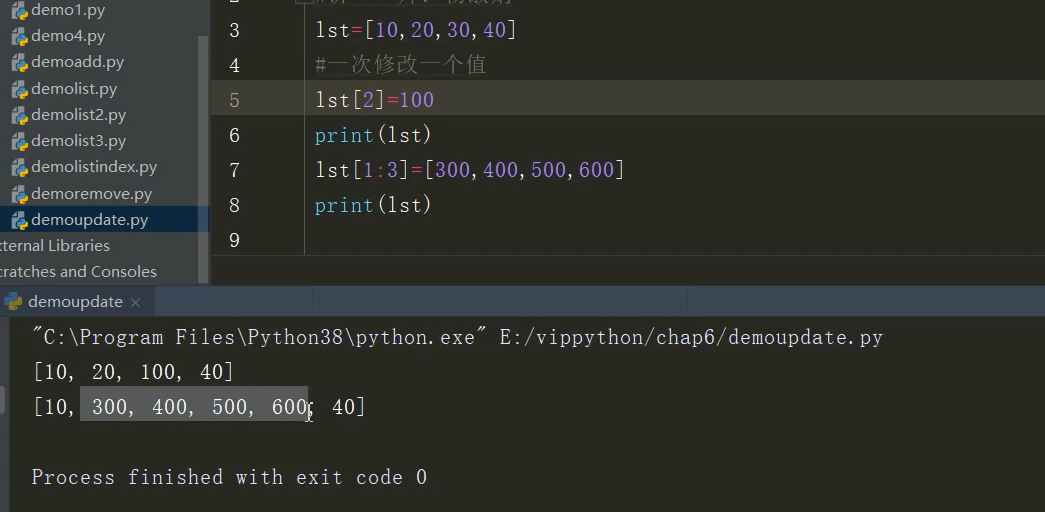 demo1.py
demo4.py
demoadd.py
demolist.py
demolist2.py
demolist3.py
demolistindex.py
demoremove.py
demoupdate.py
xternal Libraries
cratches and Consoles
3 lst=[10,20,30,40]
4 #一次修改一个值
5 lst[2]=100
6 print(lst)
7 lst[1:3]=[300,400,500,600]
8 print(lst)
9
demoupdate
"C:\Program Files\Python38\python.exe" E:/vippython/chap6/demoupdate.py
[10, 20, 100, 40]
[10, 300, 400, 500, 600, 40]
Process finished with exit code 0